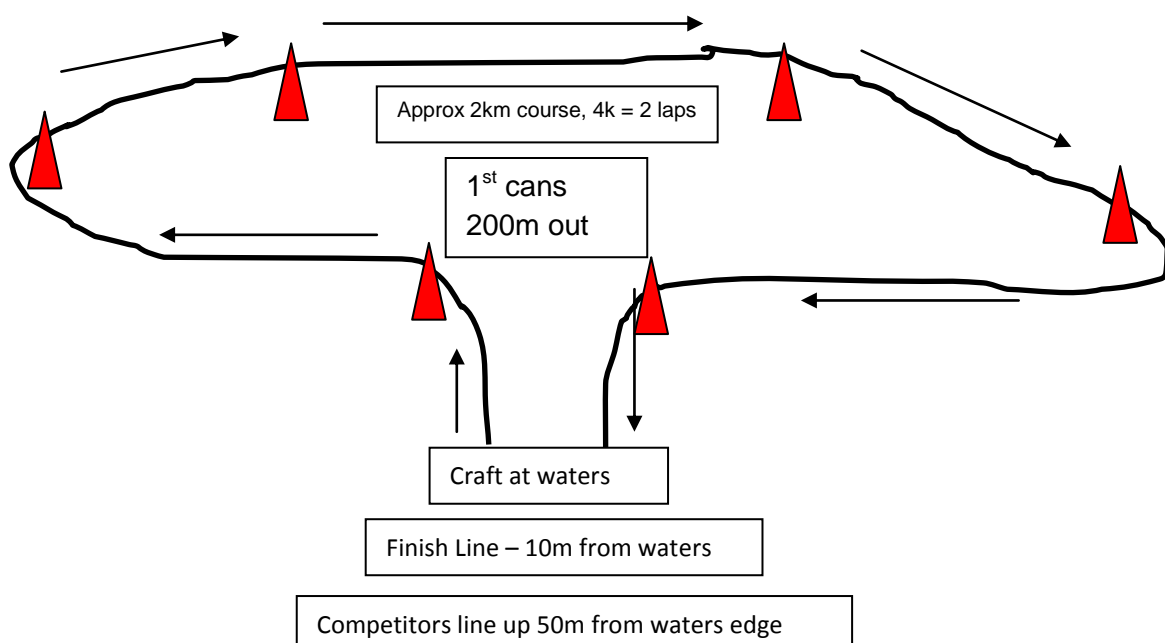 Approx 2km course, 4k = 2 laps
1st cans
200m out
Craft at waters
Finish Line – 10m from waters
Competitors line up 50m from waters edge